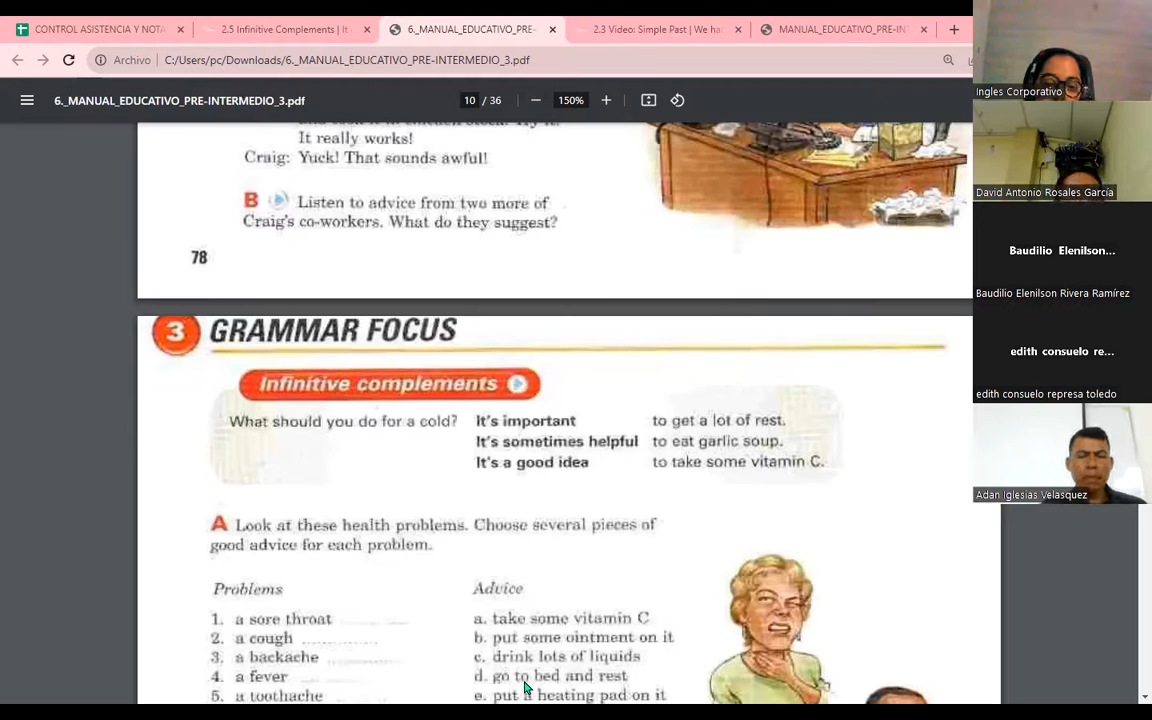 CONTROL ASISTENCIA Y NOTA
2.5 Infinitive Complements | It
6._MANUAL_EDUCATIVO_PRE-
2.3 Video: Simple Past | We ha
MANUAL_EDUCATIVO_PRE-IN
Archivo
C:/Users/pc/Downloads/6._MANUAL_EDUCATIVO_PRE-INTERMEDIO_3.pdf
6._MANUAL_EDUCATIVO_PRE-INTERMEDIO_3.pdf
10 / 36
150%
It really works!
Craig: Yuck! That sounds awful!
B Listen to advice from two more of
Craig's co-workers. What do they suggest?
78
3 GRAMMAR FOCUS
Infinitive complements
What should you do for a cold? It's important to get a lot of rest.
It's sometimes helpful to eat garlic soup.
It's a good idea to take some vitamin C.
A Look at these health problems. Choose several pieces of
good advice for each problem.
Problems
1. a sore throat
2. a cough
3. a backache
4. a fever
5. a toothache
Advice
a. take some vitamin C
b. put some ointment on it
c. drink lots of liquids
d. go to bed and rest
e. put a heating pad on it
Ingles Corporativo
David Antonio Rosales García
Baudilio Elenilson...
Baudilio Elenilson Rivera Ramírez
edith consuelo re...
edith consuelo represa toledo
Adan Iglesias Velasquez